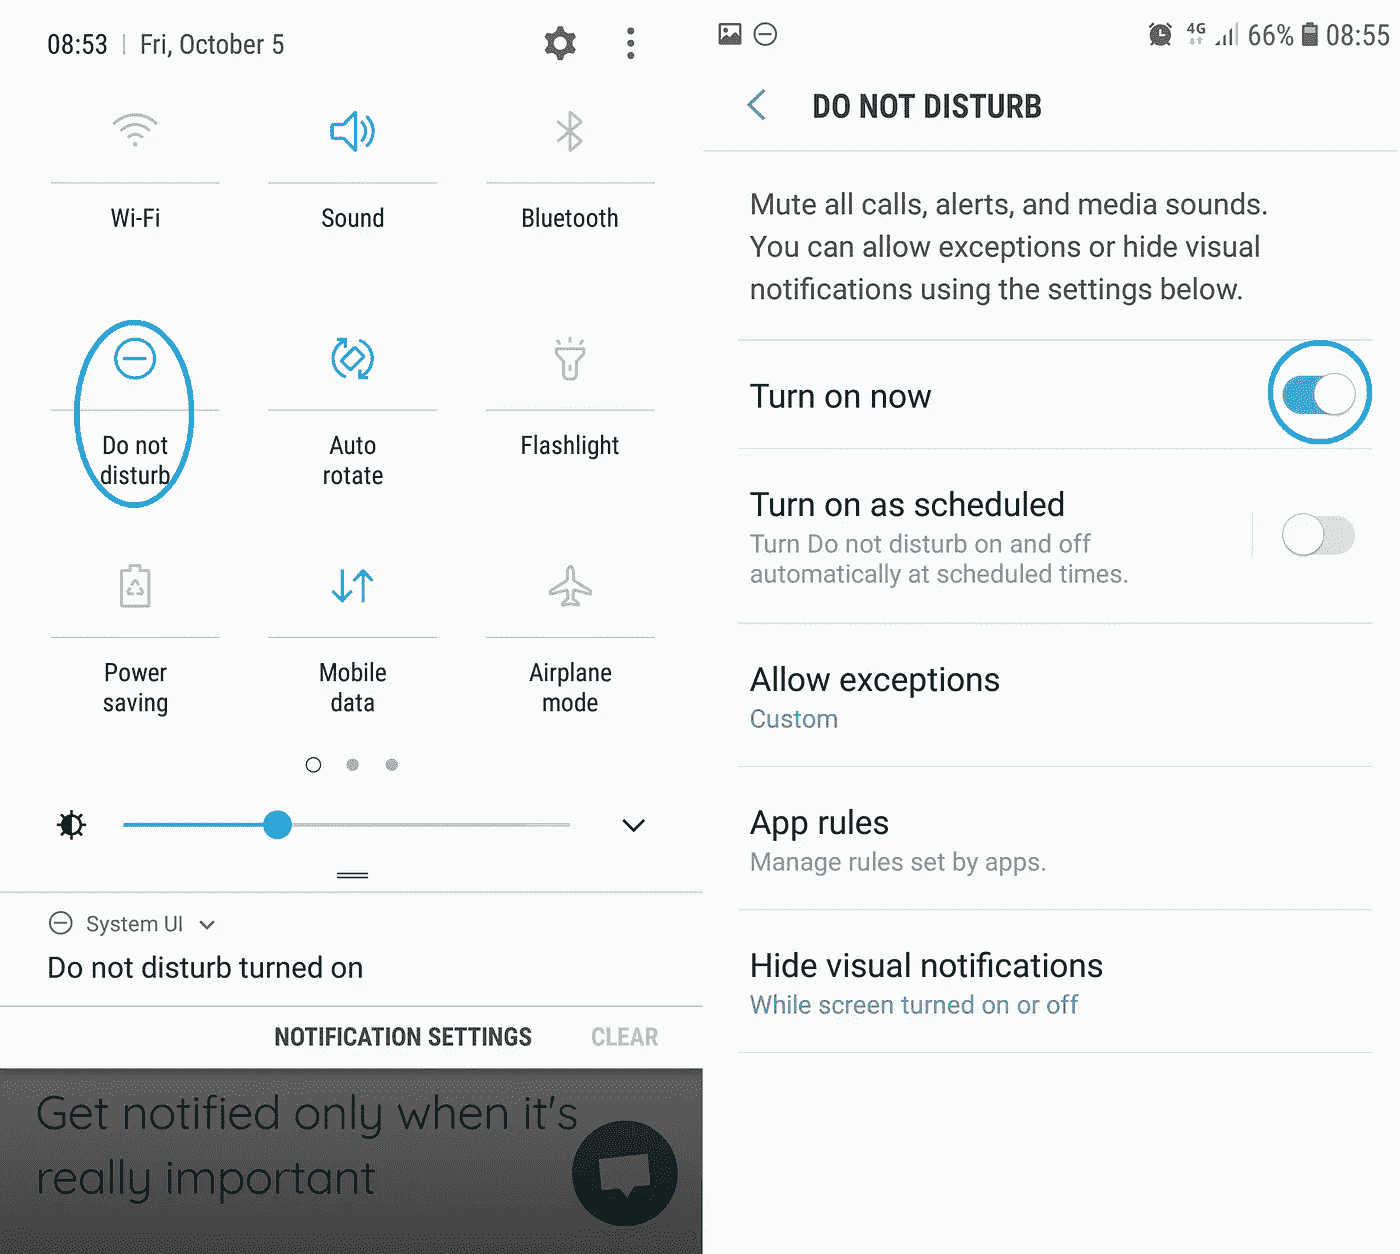 08:53 | Fri, October 5
Wi-Fi
Sound
Bluetooth
Do not
disturb
Auto
rotate
Flashlight
Power
saving
Mobile
data
Airplane
mode
System UI
Do not disturb turned on
NOTIFICATION SETTINGS
CLEAR
Get notified only when it's
really important
4G 66% 08:55
DO NOT DISTURB
Mute all calls, alerts, and media sounds.
You can allow exceptions or hide visual
notifications using the settings below.
Turn on now
Turn on as scheduled
Turn Do not disturb on and off
automatically at scheduled times.
Allow exceptions
Custom
App rules
Manage rules set by apps.
Hide visual notifications
While screen turned on or off